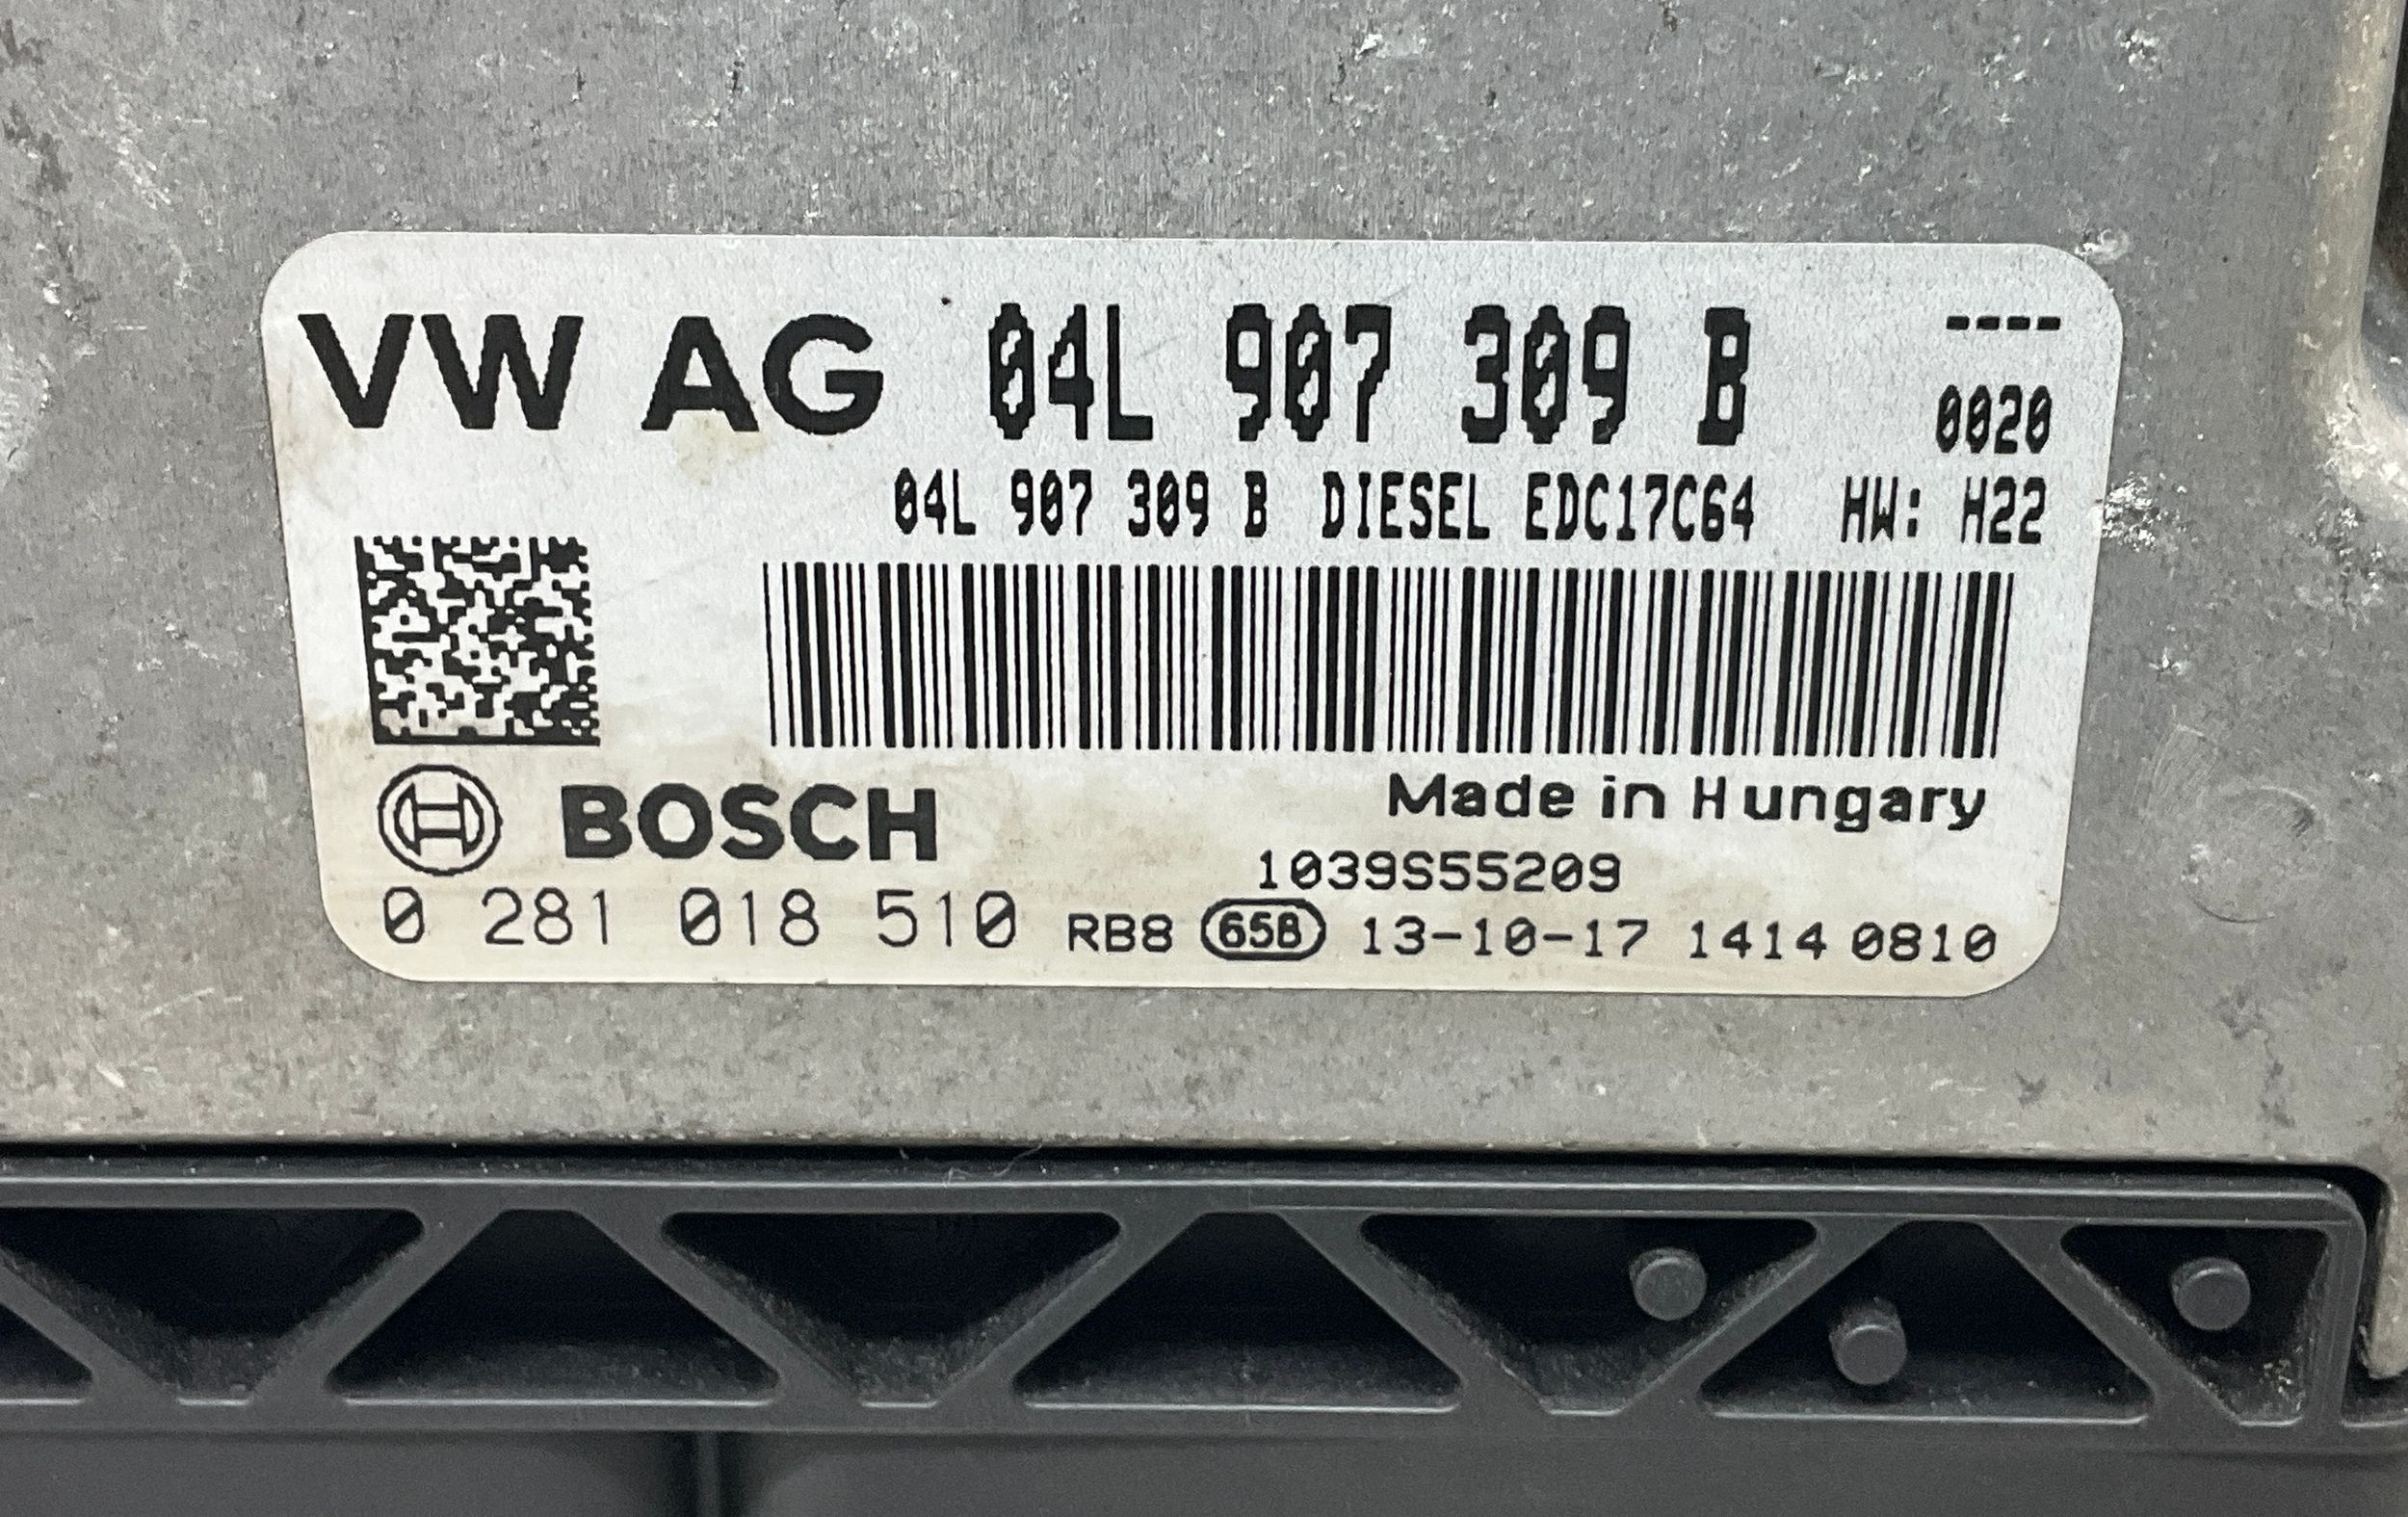 VW AG 04L 907 309 B ----
0020
04L 907 309 B DIESEL EDC17C64 HW: H22
BOSCH
Made in Hungary
1039S55209
0 281 018 510 RB8 65B 13-10-17 1414 0810